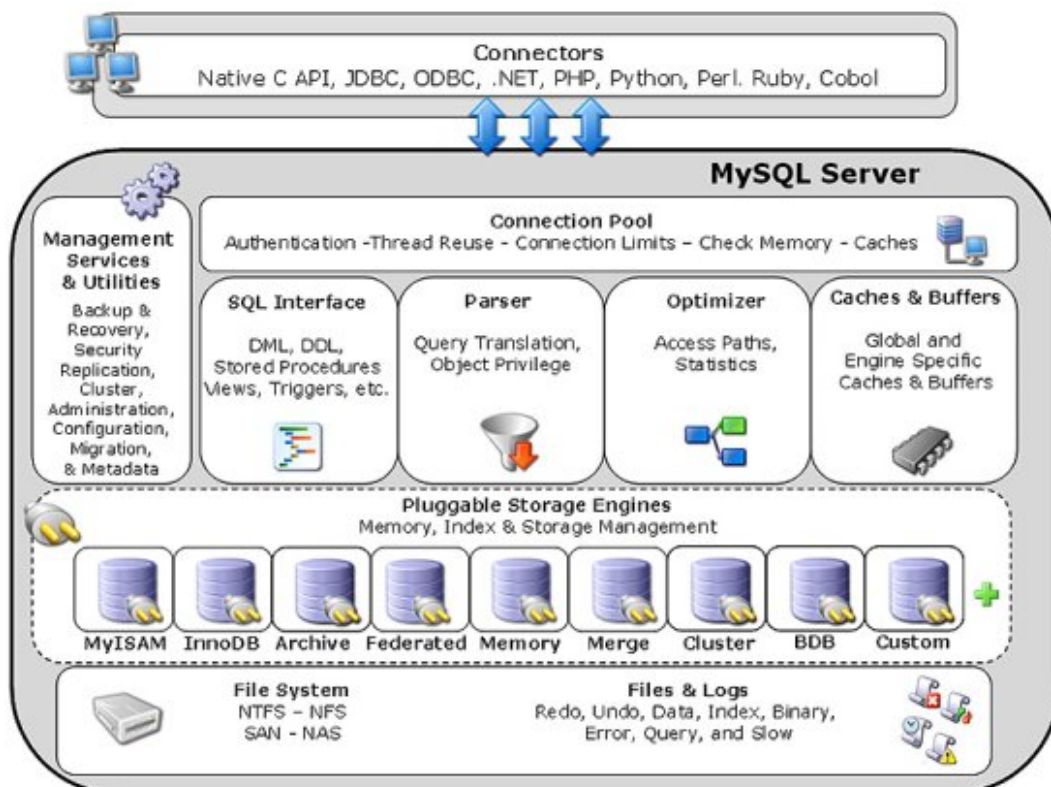 Connectors
Native C API, JDBC, ODBC, .NET, PHP, Python, Perl. Ruby, Cobol
MySQL Server
Management
Services
& Utilities
Backup &
Recovery,
Security
Replication,
Cluster,
Administration,
Configuration,
Migration,
& Metadata
Connection Pool
Authentication -Thread Reuse - Connection Limits – Check Memory - Caches
SQL Interface
DML, DDL,
Stored Procedures
Views, Triggers, etc.
Parser
Query Translation,
Object Privilege
Optimizer
Access Paths,
Statistics
Caches & Buffers
Global and
Engine Specific
Caches & Buffers
Pluggable Storage Engines
Memory, Index & Storage Management
MyISAM
InnoDB
Archive
Federated
Memory
Merge
Cluster
BDB
Custom
File System
NTFS – NFS
SAN - NAS
Files & Logs
Redo, Undo, Data, Index, Binary,
Error, Query, and Slow